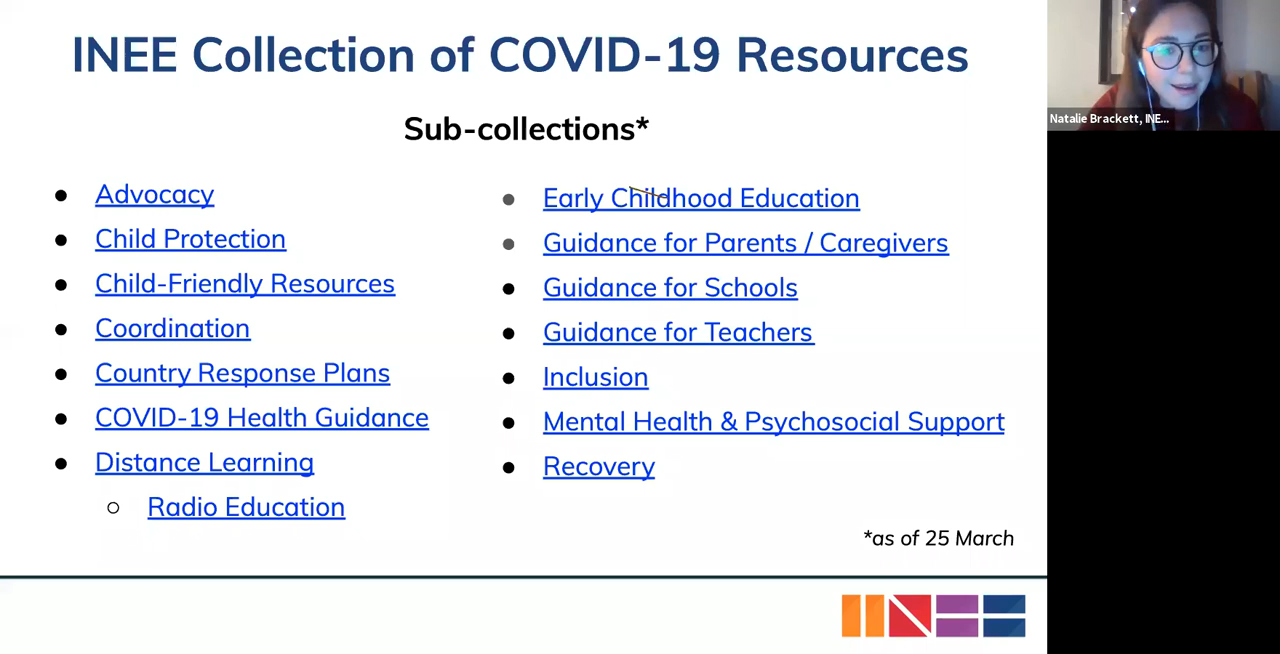 INEE Collection of COVID-19 Resources
Sub-collections*
Advocacy
Child Protection
Child-Friendly Resources
Coordination
Country Response Plans
COVID-19 Health Guidance
Distance Learning
Radio Education
Early Childhood Education
Guidance for Parents / Caregivers
Guidance for Schools
Guidance for Teachers
Inclusion
Mental Health & Psychosocial Support
Recovery
*as of 25 March
INEE
Natalie Brackett, INE...